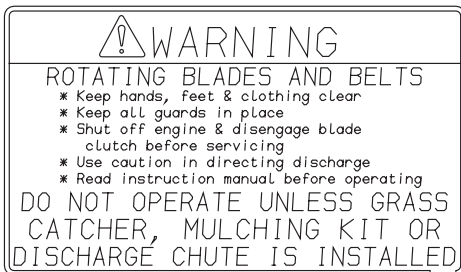 WARNING
ROTATING BLADES AND BELTS
* Keep hands, feet & clothing clear
* Keep all guards in place
* Shut off engine & disengage blade
clutch before servicing
* Use caution in directing discharge
* Read instruction manual before operating
DO NOT OPERATE UNLESS GRASS
CATCHER, MULCHING KIT OR
DISCHARGE CHUTE IS INSTALLED